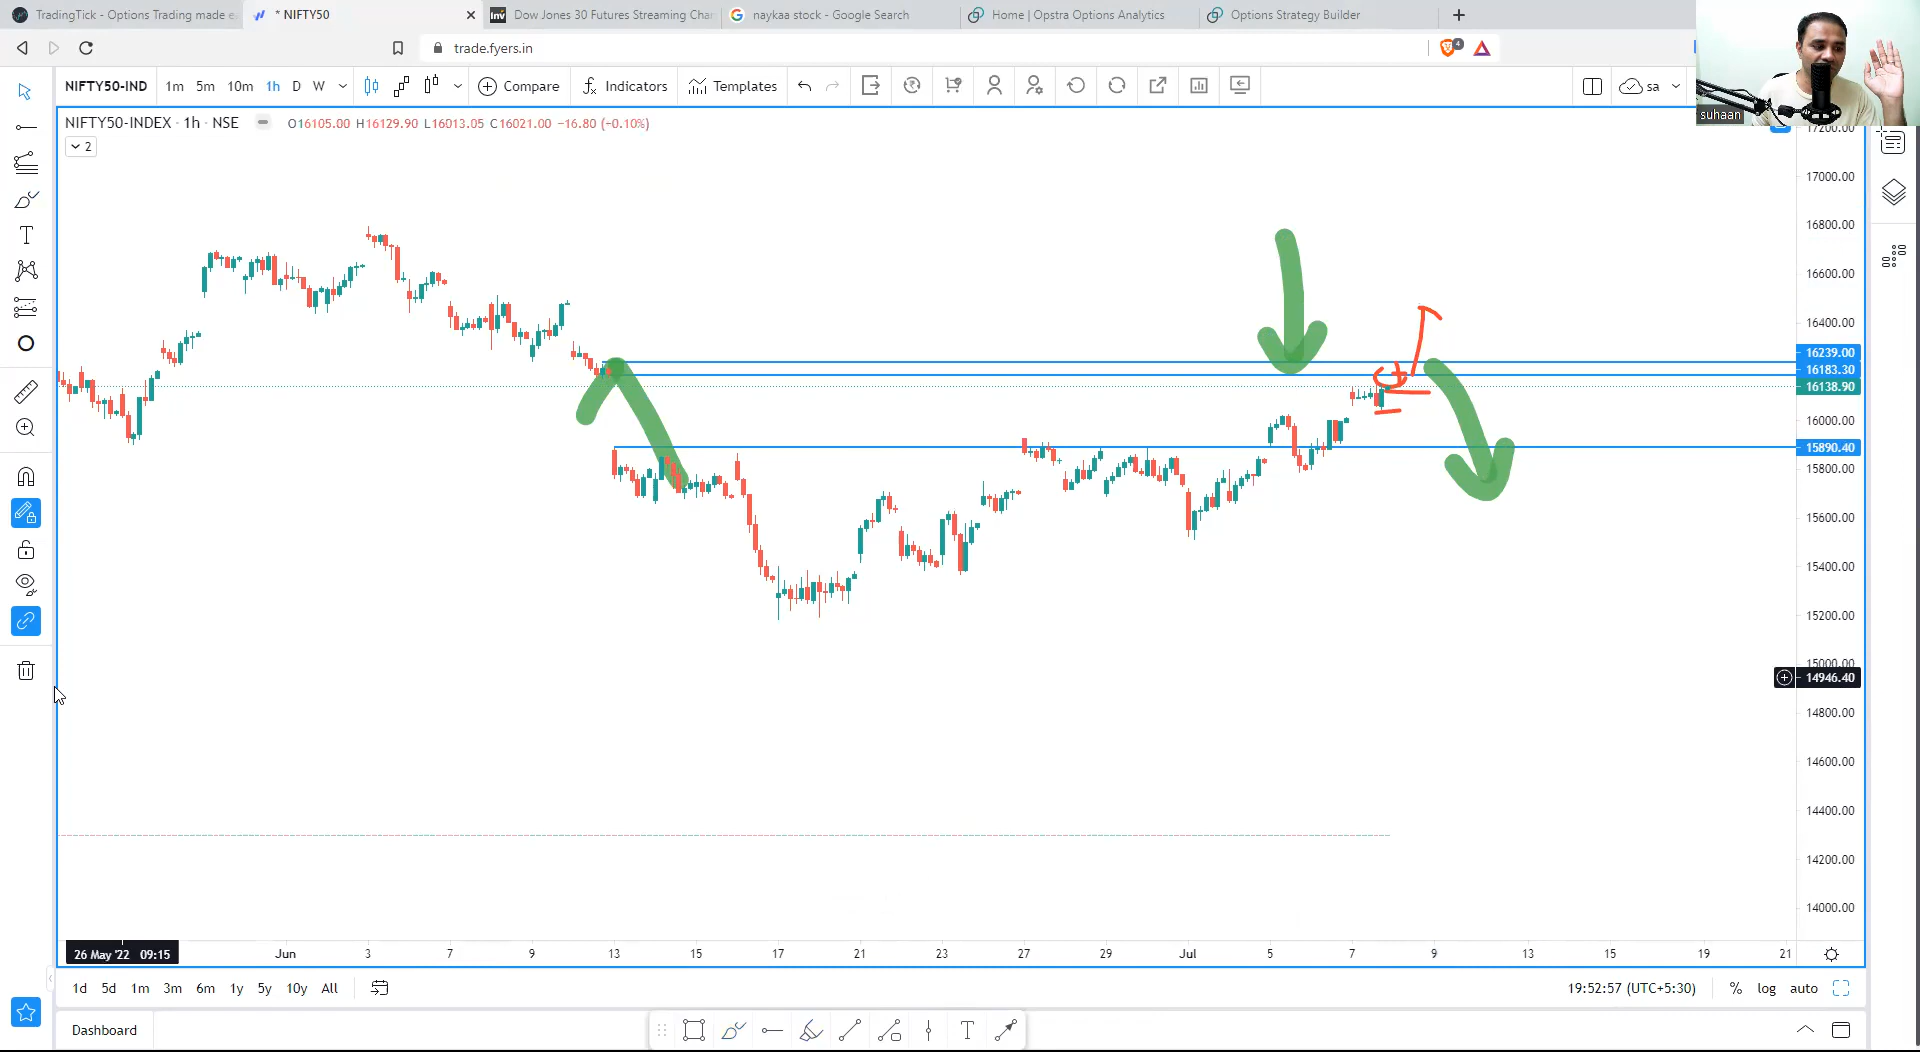 TradingTick - Options Trading made e
* NIFTY50
Dow Jones 30 Futures Streaming Char
naykaa stock - Google Search
Home | Opstra Options Analytics
Options Strategy Builder
trade.fyers.in
4
NIFTY50-IND 1m 5m 10m 1h D W Compare Indicators Templates sa
suhaan
NIFTY50-INDEX · 1h · NSE O16105.00 H16129.90 L16013.05 C16021.00 −16.80 (−0.10%)
2
17200.00
17000.00
16800.00
16600.00
16400.00
16239.00
16183.30
16138.90
16000.00
15890.40
15800.00
15600.00
15400.00
15200.00
15000.00
14946.40
14800.00
14600.00
14400.00
14200.00
14000.00
26 May '22 09:15 Jun 3 7 9 13 15 17 21 23 27 29 Jul 5 7 9 13 15 19 21
1d 5d 1m 3m 6m 1y 5y 10y All 19:52:57 (UTC+5:30) % log auto
Dashboard